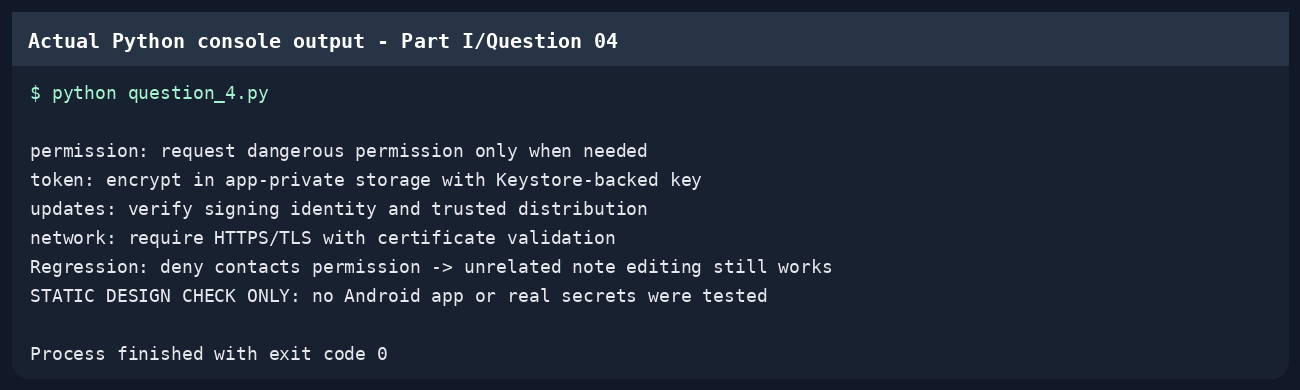 Actual Python console output - Part I/Question 04
$ python question_4.py
permission: request dangerous permission only when needed
token: encrypt in app-private storage with Keystore-backed key
updates: verify signing identity and trusted distribution
network: require HTTPS/TLS with certificate validation
Regression: deny contacts permission -> unrelated note editing still works
STATIC DESIGN CHECK ONLY: no Android app or real secrets were tested
Process finished with exit code 0